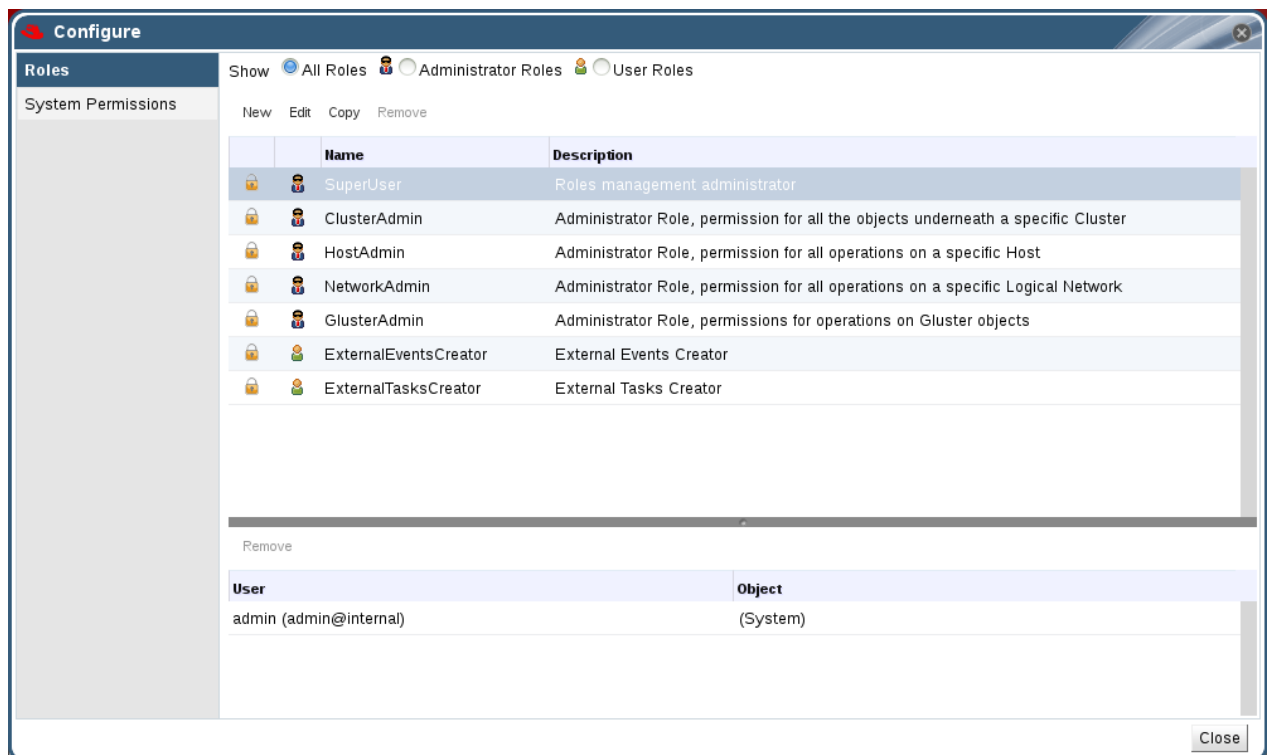 Configure
Roles
System Permissions
Show All Roles Administrator Roles User Roles
New Edit Copy Remove
Name Description
SuperUser Roles management administrator
ClusterAdmin Administrator Role, permission for all the objects underneath a specific Cluster
HostAdmin Administrator Role, permission for all operations on a specific Host
NetworkAdmin Administrator Role, permission for all operations on a specific Logical Network
GlusterAdmin Administrator Role, permissions for operations on Gluster objects
ExternalEventsCreator External Events Creator
ExternalTasksCreator External Tasks Creator
Remove
User Object
admin (admin@internal) (System)
Close